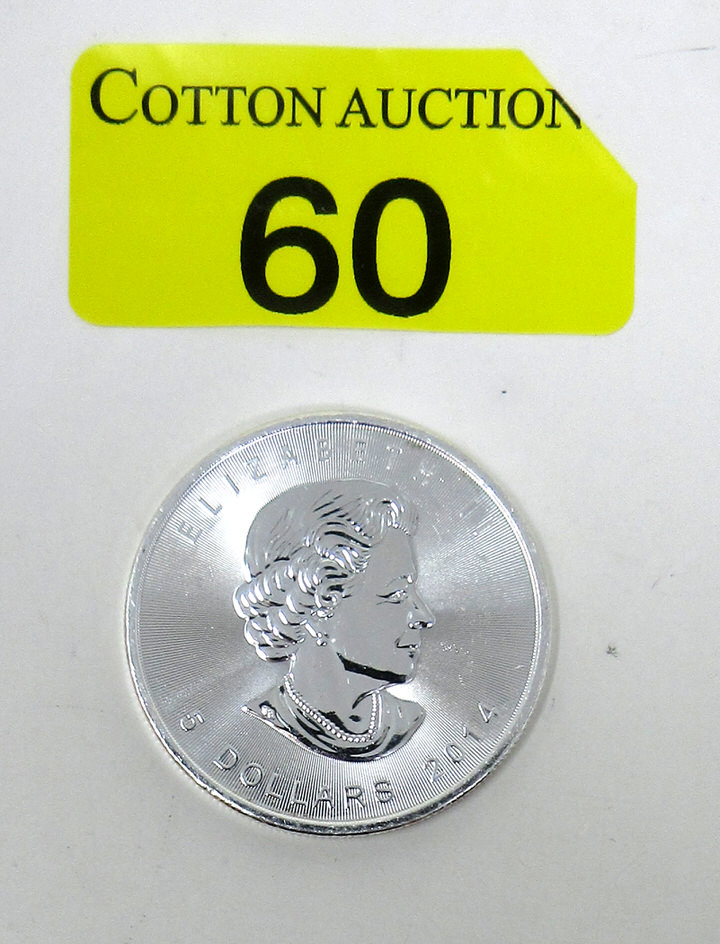 COTTON AUCTION
60
ELIZABETH II
5 DOLLARS 2014